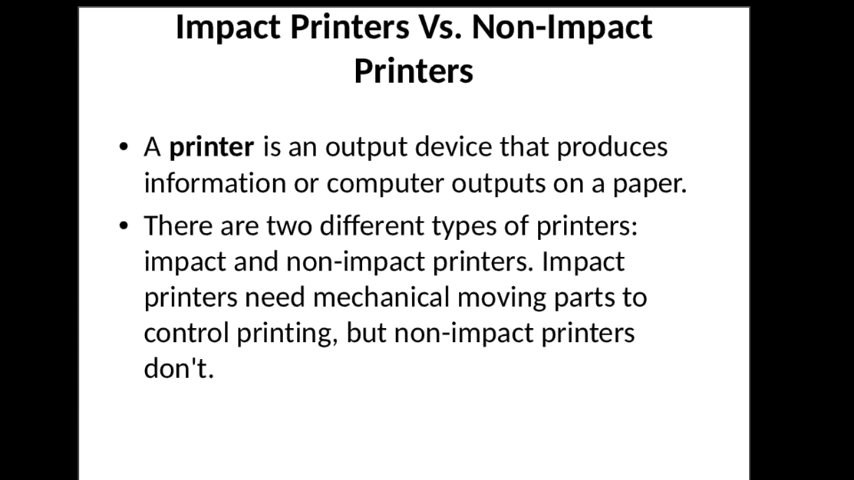 Impact Printers Vs. Non-Impact
Printers
• A printer is an output device that produces
information or computer outputs on a paper.
• There are two different types of printers:
impact and non-impact printers. Impact
printers need mechanical moving parts to
control printing, but non-impact printers
don't.